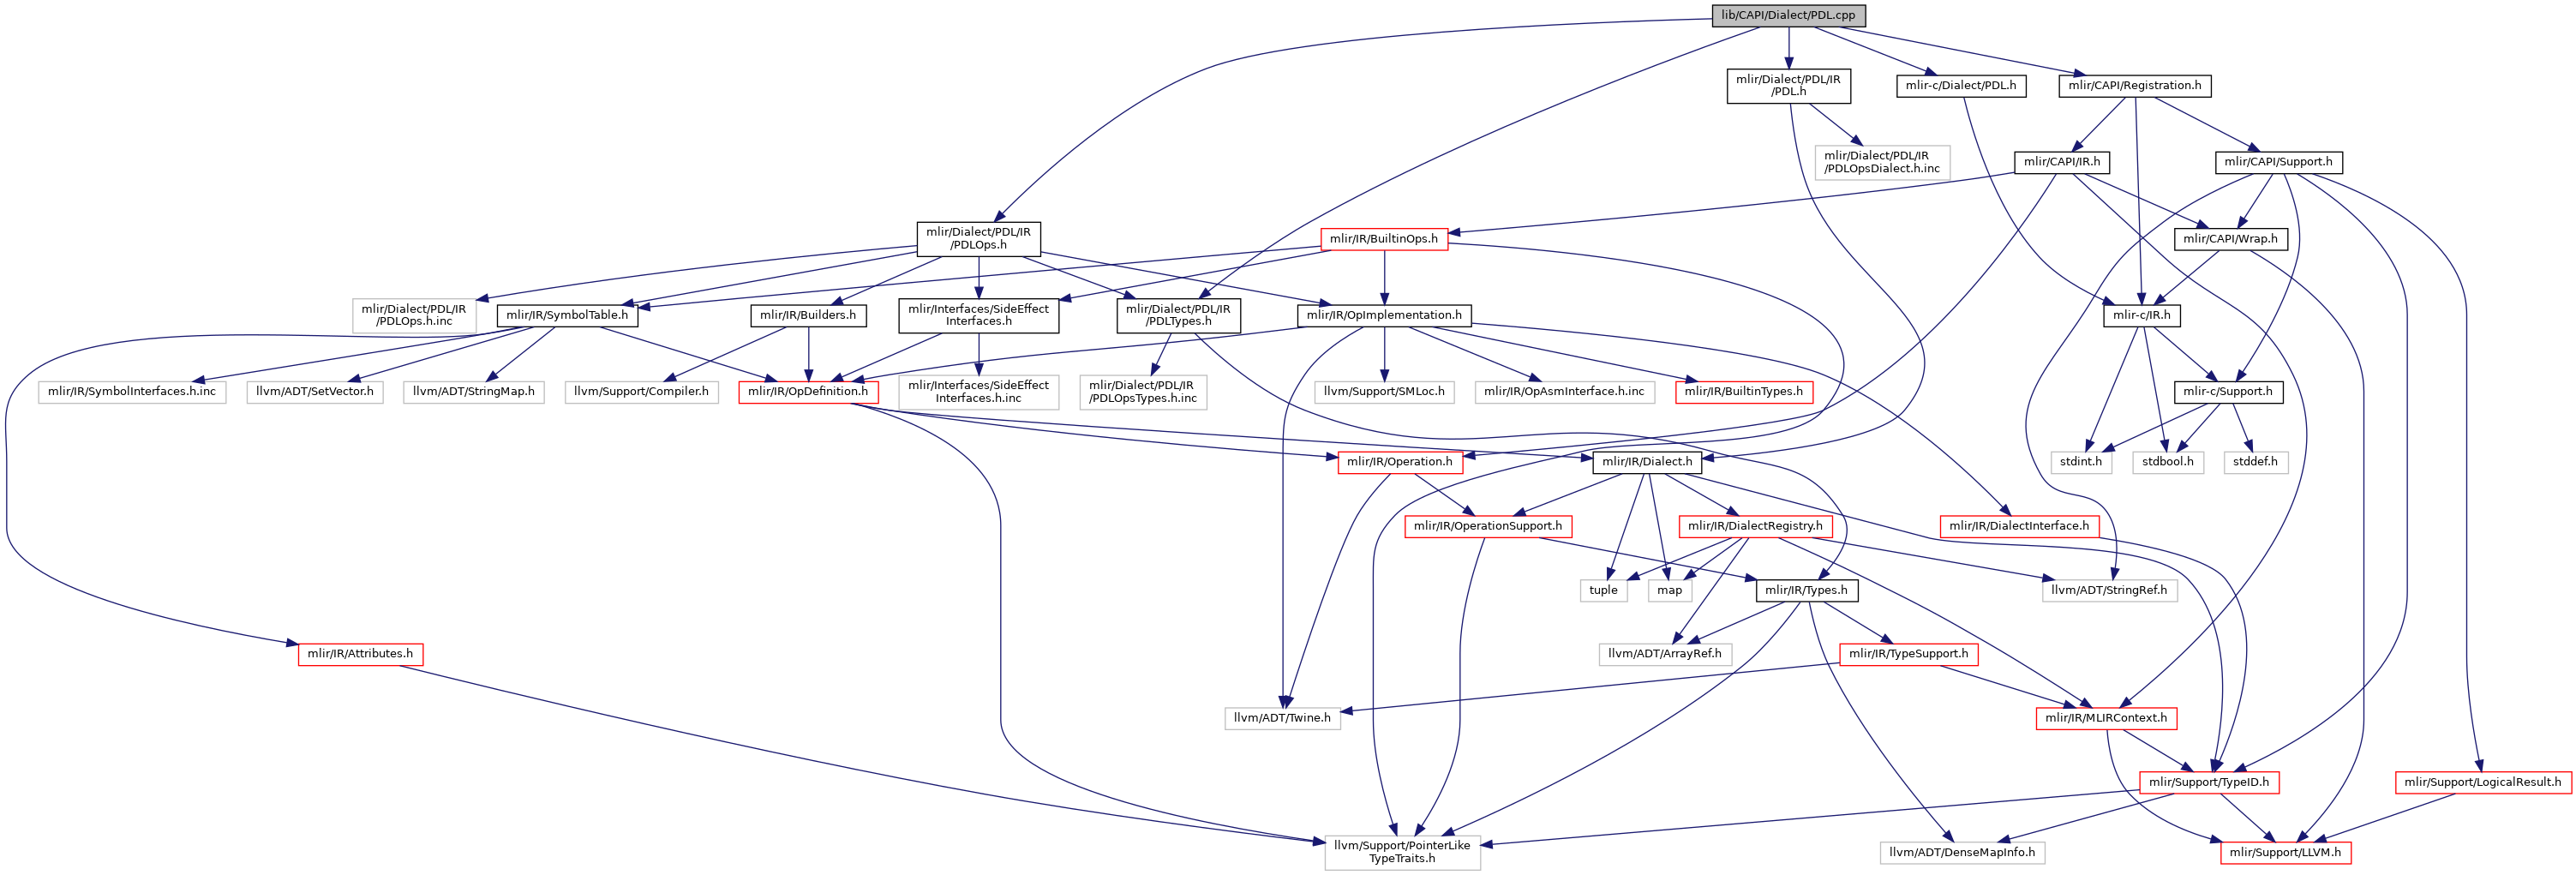 lib/CAPI/Dialect/PDL.cpp
mlir/Dialect/PDL/IR
/PDL.h
mlir-c/Dialect/PDL.h
mlir/CAPI/Registration.h
mlir/Dialect/PDL/IR
/PDLOpsDialect.h.inc
mlir/CAPI/IR.h
mlir/CAPI/Support.h
mlir/Dialect/PDL/IR
/PDLOps.h
mlir/IR/BuiltinOps.h
mlir/CAPI/Wrap.h
mlir/Dialect/PDL/IR
/PDLOps.h.inc
mlir/IR/SymbolTable.h
mlir/IR/Builders.h
mlir/Interfaces/SideEffect
Interfaces.h
mlir/Dialect/PDL/IR
/PDLTypes.h
mlir/IR/OpImplementation.h
mlir-c/IR.h
mlir/IR/SymbolInterfaces.h.inc
llvm/ADT/SetVector.h
llvm/ADT/StringMap.h
llvm/Support/Compiler.h
mlir/IR/OpDefinition.h
mlir/Interfaces/SideEffect
Interfaces.h.inc
mlir/Dialect/PDL/IR
/PDLOpsTypes.h.inc
llvm/Support/SMLoc.h
mlir/IR/OpAsmInterface.h.inc
mlir/IR/BuiltinTypes.h
mlir-c/Support.h
mlir/IR/Operation.h
mlir/IR/Dialect.h
stdint.h
stdbool.h
stddef.h
mlir/IR/OperationSupport.h
mlir/IR/DialectRegistry.h
mlir/IR/DialectInterface.h
tuple
map
mlir/IR/Types.h
llvm/ADT/StringRef.h
mlir/IR/Attributes.h
llvm/ADT/ArrayRef.h
mlir/IR/TypeSupport.h
llvm/ADT/Twine.h
mlir/IR/MLIRContext.h
mlir/Support/TypeID.h
mlir/Support/LogicalResult.h
llvm/Support/PointerLike
TypeTraits.h
llvm/ADT/DenseMapInfo.h
mlir/Support/LLVM.h